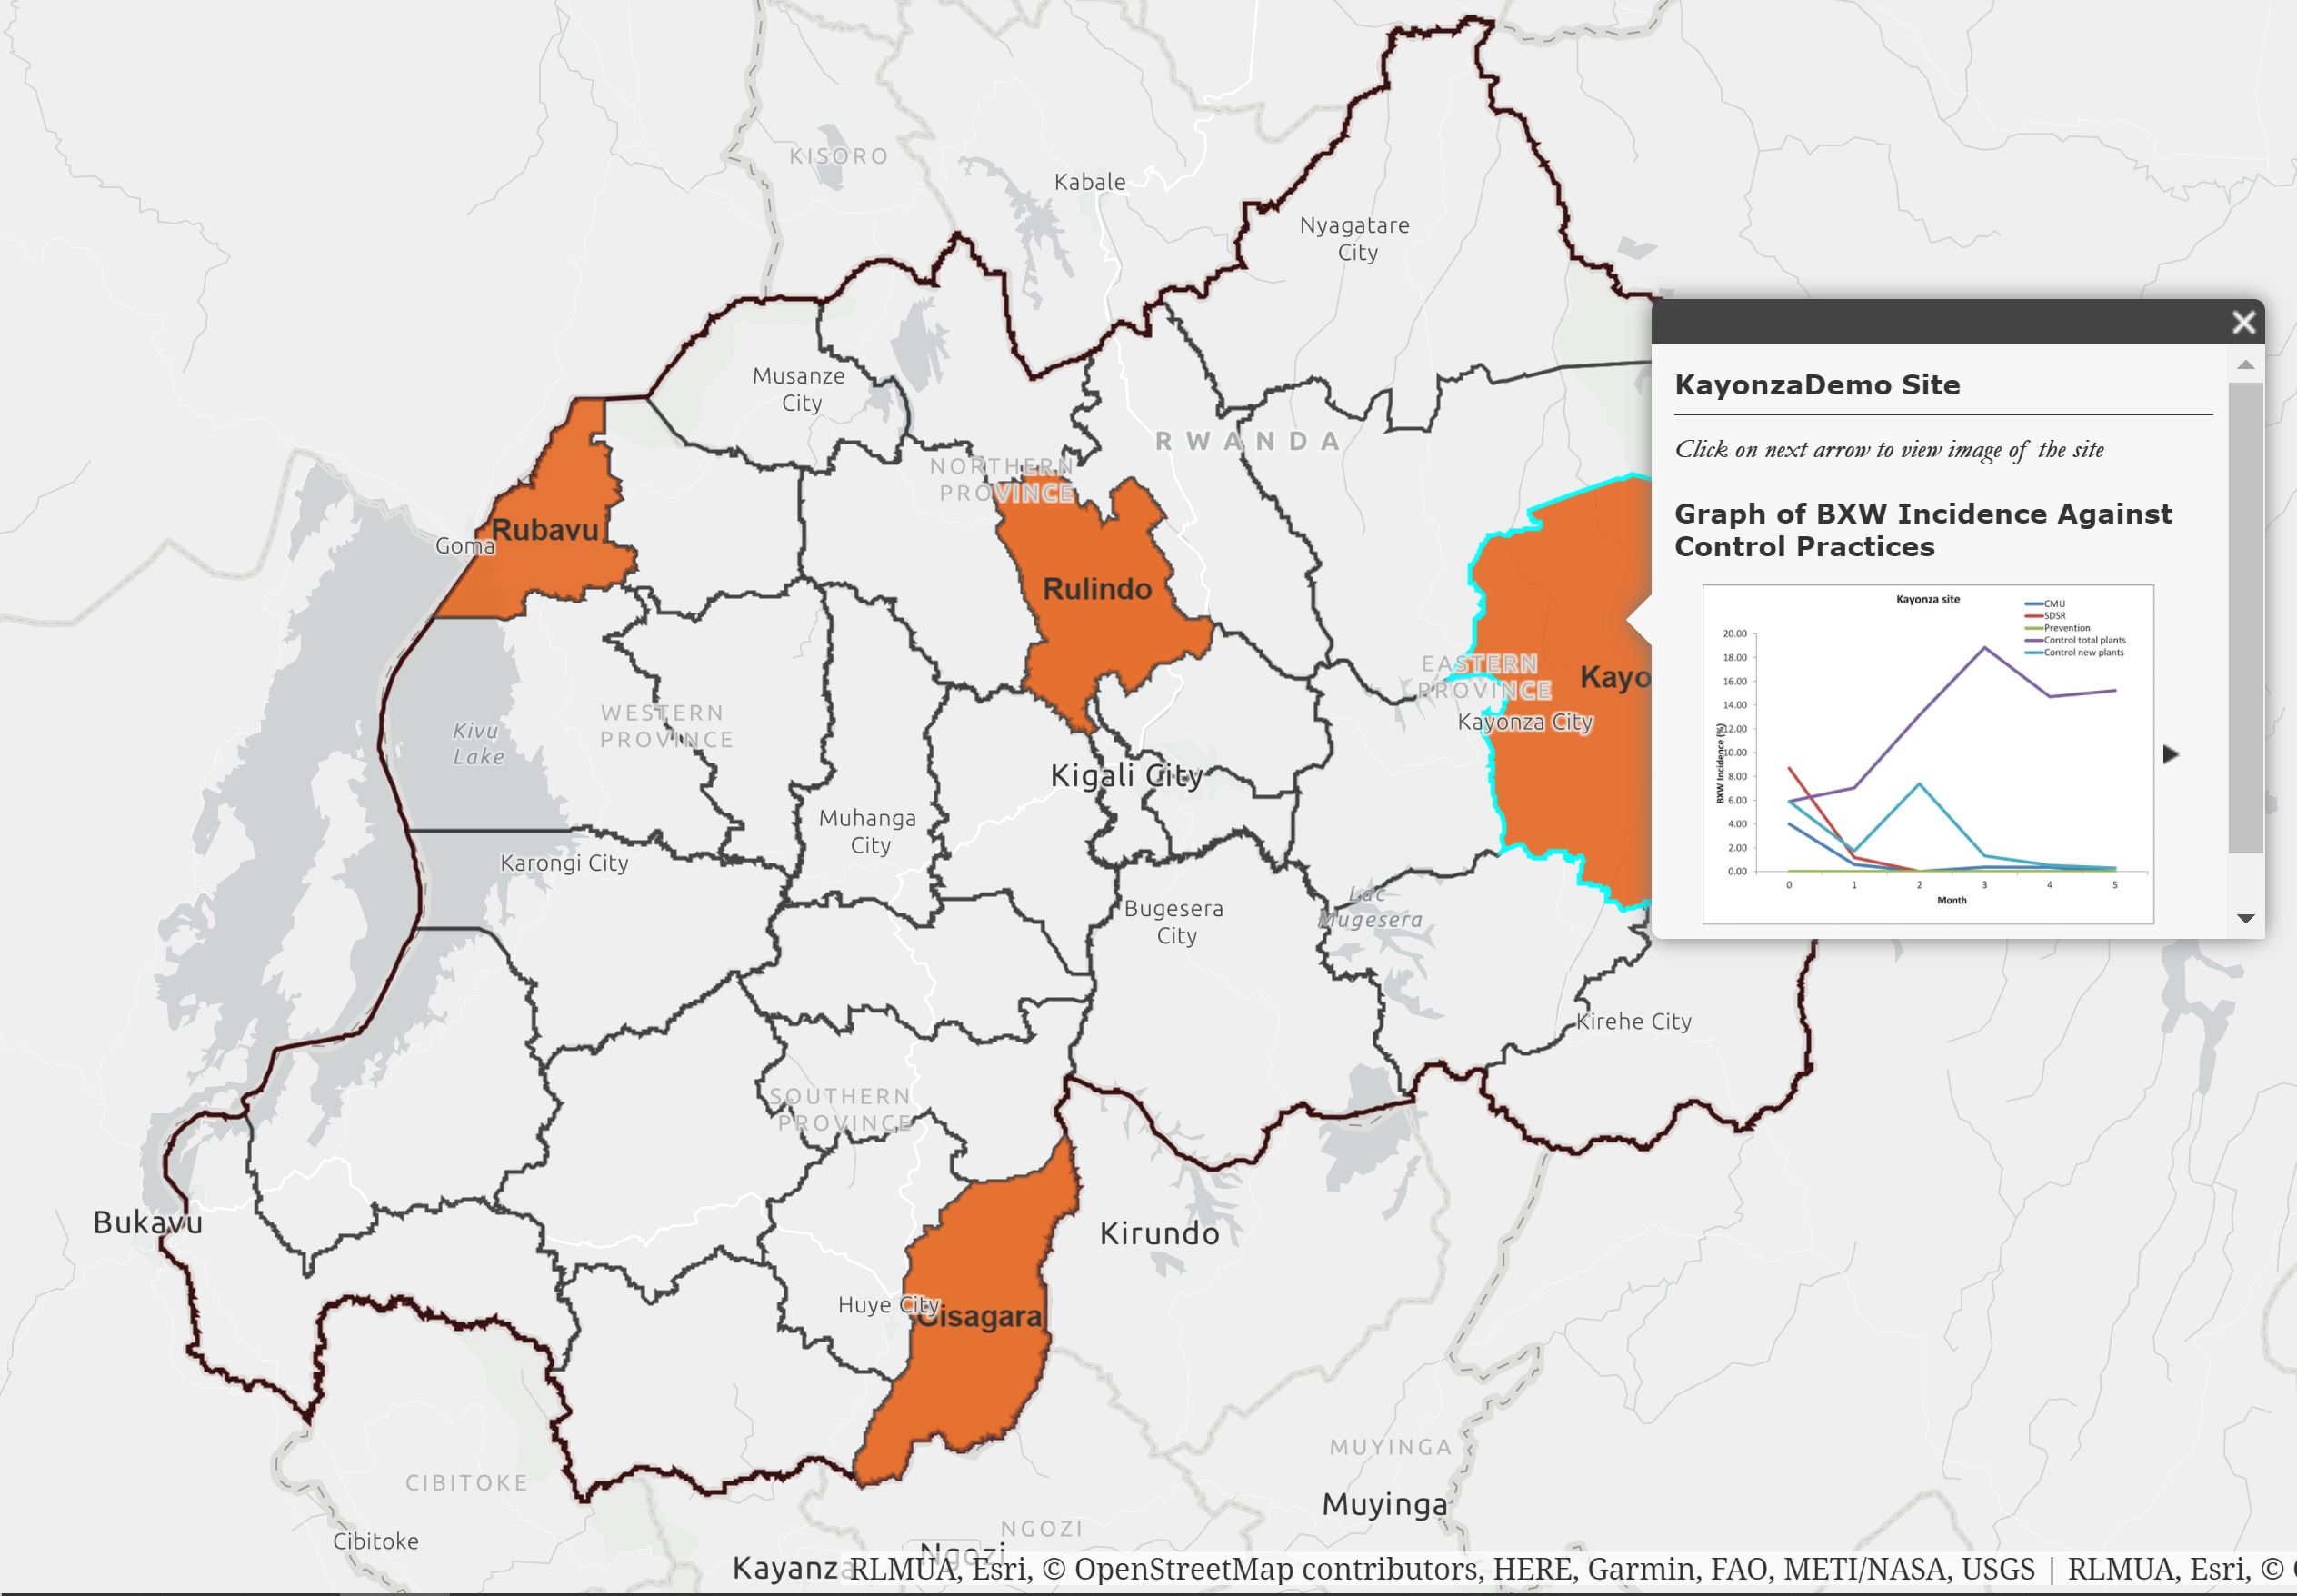 KISORO
Kabale
Nyagatare
City
Musanze
City
RWANDA
NORTHERN
PROVINCE
Rubavu
Goma
Rulindo
EASTERN
PROVINCE
Kayo
Kayonza City
WESTERN
PROVINCE
Kivu
Lake
Kigali City
Muhanga
City
Karongi City
Bugesera
City
Lac
Mugesera
Kirehe City
SOUTHERN
PROVINCE
Bukavu
Kirundo
Huye City
Gisagara
MUYINGA
CIBITOKE
Muyinga
NGOZI
Cibitoke
Ngozi
Kayanza
RLMUA, Esri, © OpenStreetMap contributors, HERE, Garmin, FAO, METI/NASA, USGS | RLMUA, Esri, ©
KayonzaDemo Site
Click on next arrow to view image of the site
Graph of BXW Incidence Against
Control Practices
Kayonza site
CMU
SDSR
Prevention
Control total plants
Control new plants
BXW Incidence (%)
20.00
18.00
16.00
14.00
12.00
10.00
8.00
6.00
4.00
2.00
0.00
0 1 2 3 4 5
Month